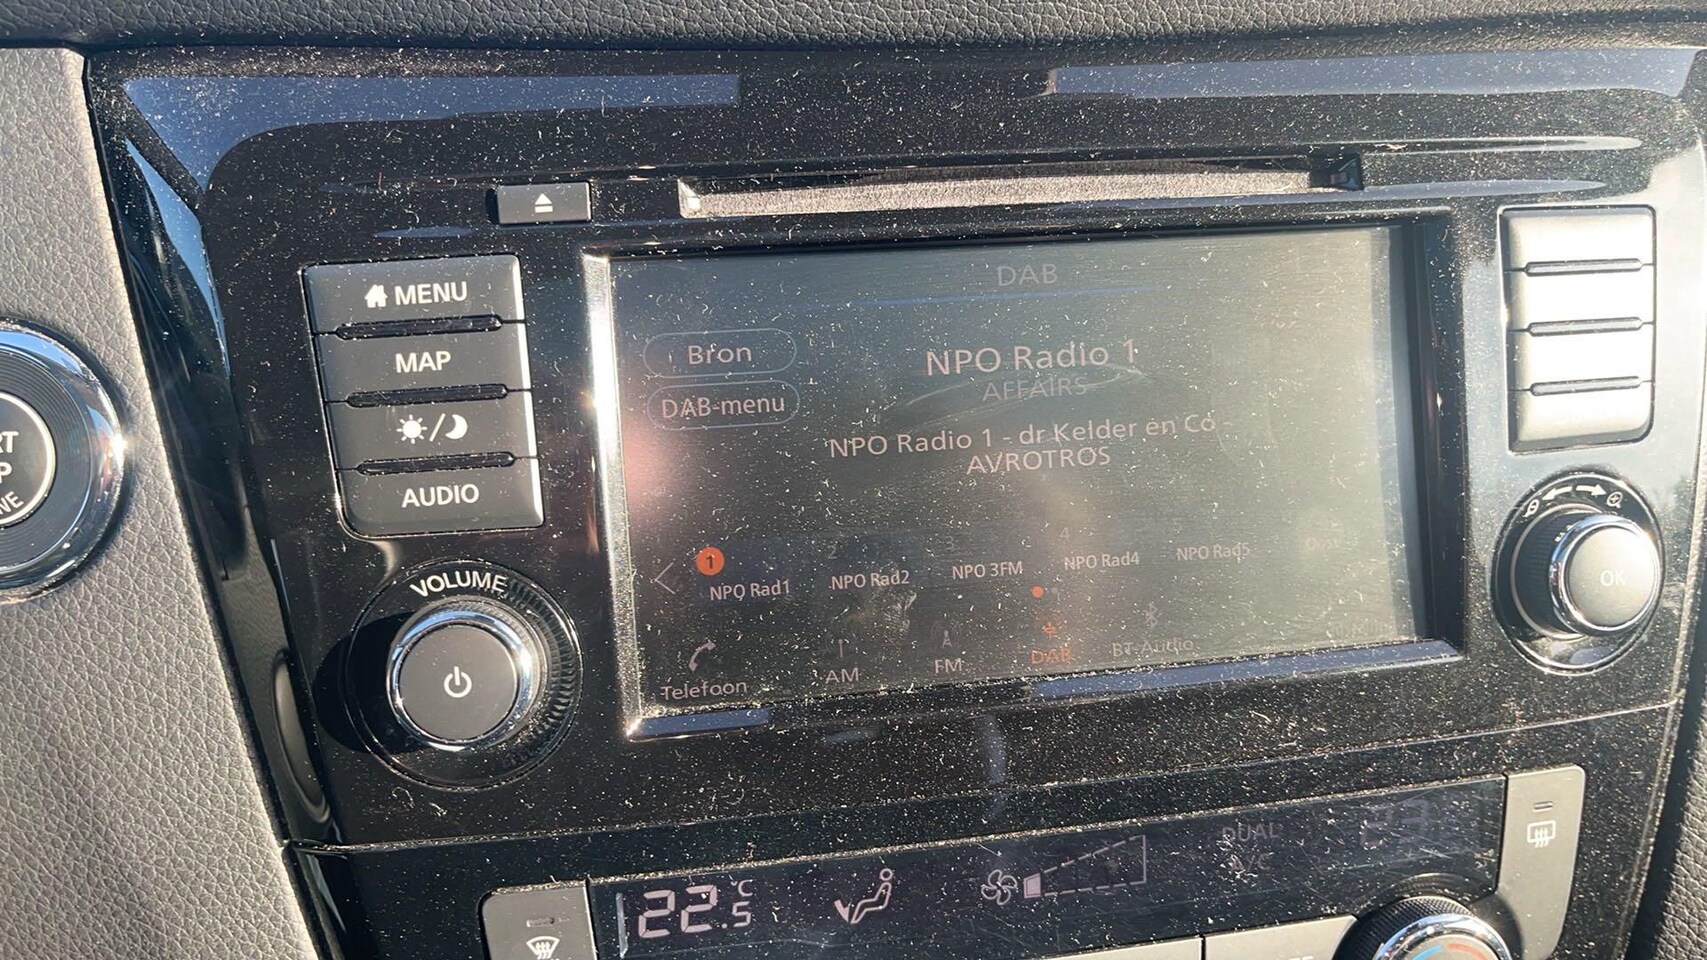 DAB
MENU
MAP
AUDIO
Bron
DAB-menu
NPO Radio 1
AFFAIRS
NPO Radio 1 - dr Kelder en Co -
AVROTROS
1 2 3 4 5
NPO Rad1 NPO Rad2 NPO 3FM NPO Rad4 NPO Rad5
Telefoon AM FM DAB BT-Audio
VOLUME
OK
22.5 °C
DUAL
A/C
23